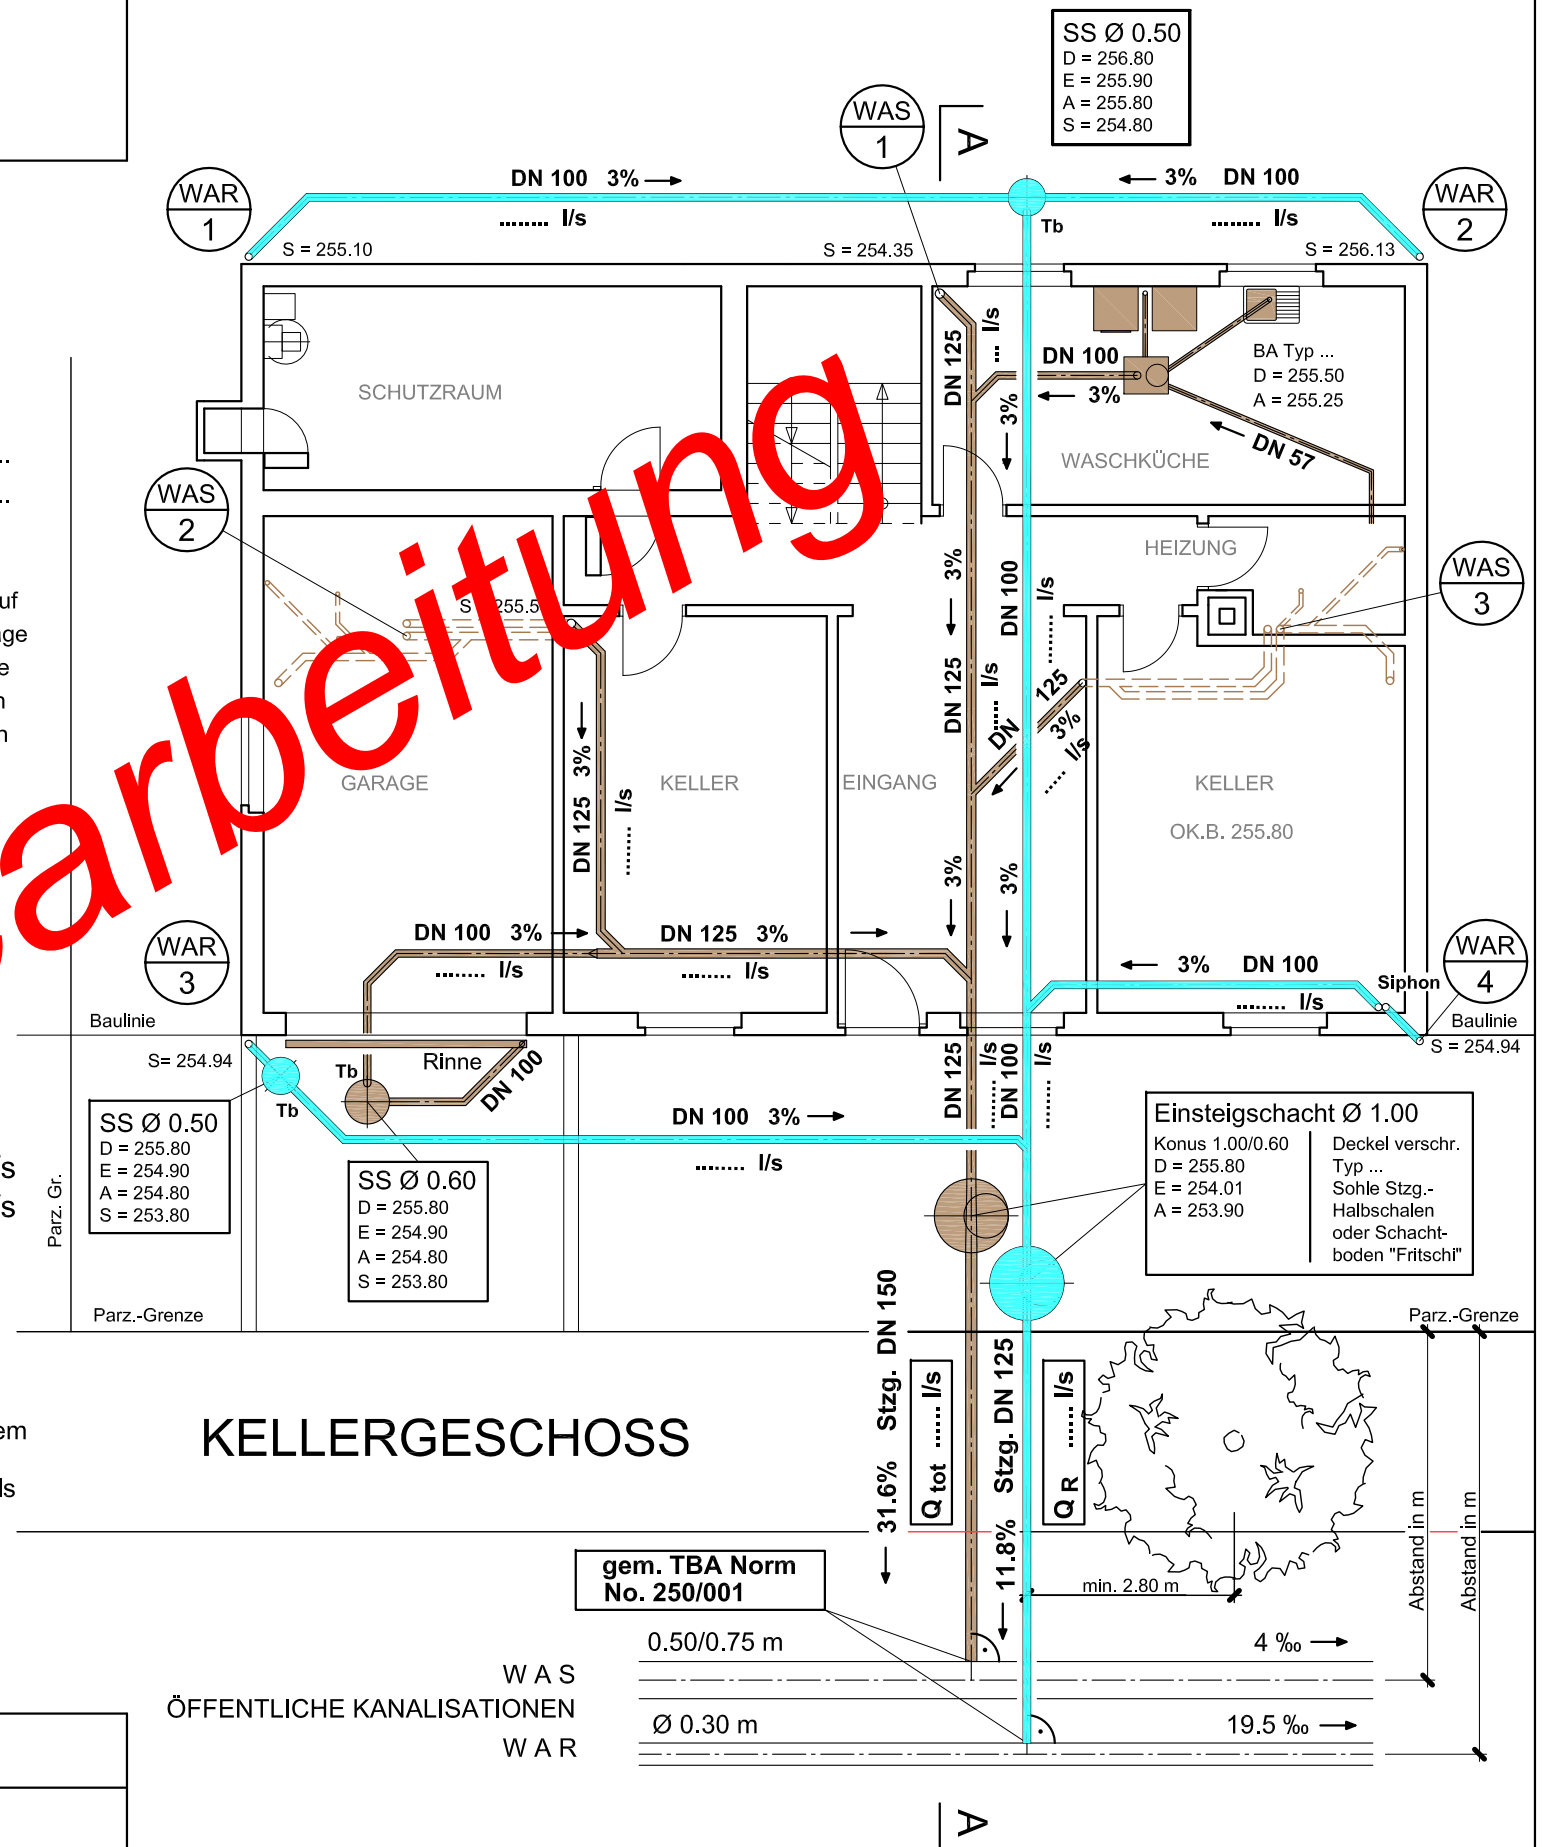 SS Ø 0.50
D = 256.80
E = 255.90
A = 255.80
S = 254.80
WAS
1
A
WAR
1
DN 100 3%
........ l/s
3% DN 100
........ l/s
WAR
2
Tb
S = 255.10
S = 254.35
S = 256.13
SCHUTZRAUM
DN 125
... l/s
DN 100
3%
3%
BA Typ ...
D = 255.50
A = 255.25
DN 57
WASCHKÜCHE
WAS
2
HEIZUNG
WAS
3
S = 255.5
3%
DN 100
........ l/s
DN 125
...... l/s
DN 125
3%
..... l/s
uf
age
e
n
n
GARAGE
3%
DN 125
........ l/s
KELLER
EINGANG
KELLER
OK.B. 255.80
arbeitung
3%
3%
WAR
3
DN 100 3%
........ l/s
DN 125 3%
........ l/s
3% DN 100
........ l/s
Siphon
WAR
4
Baulinie
Baulinie
S= 254.94
S = 254.94
Rinne
Tb
DN 100
Tb
DN 125
........ l/s
DN 100
........ l/s
DN 100 3%
........ l/s
SS Ø 0.50
D = 255.80
E = 254.90
A = 254.80
S = 253.80
SS Ø 0.60
D = 255.80
E = 254.90
A = 254.80
S = 253.80
Einsteigschacht Ø 1.00
Konus 1.00/0.60
D = 255.80
E = 254.01
A = 253.90
Deckel verschr.
Typ ...
Sohle Stzg.-
Halbschalen
oder Schacht-
boden "Fritschi"
/s
/s
Parz. Gr.
Parz.-Grenze
Parz.-Grenze
31.6% Stzg. DN 150
Q tot ...... l/s
11.8% Stzg. DN 125
Q R ...... l/s
em
ls
KELLERGESCHOSS
Abstand in m
Abstand in m
min. 2.80 m
gem. TBA Norm
No. 250/001
0.50/0.75 m
4 ‰
W A S
ÖFFENTLICHE KANALISATIONEN
Ø 0.30 m
19.5 ‰
W A R
A